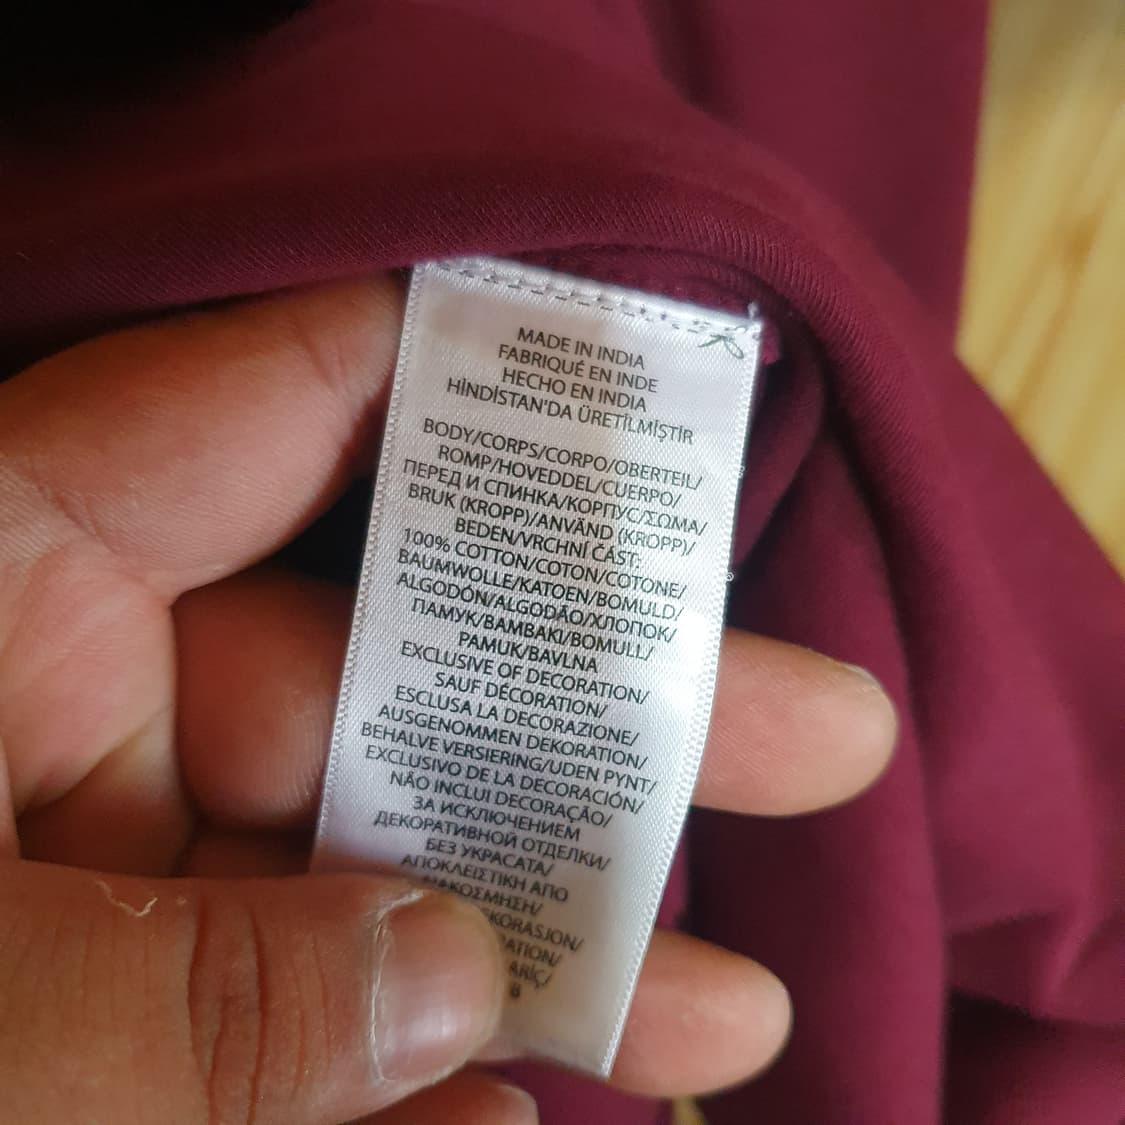 MADE IN INDIA
FABRIQUÉ EN INDE
HECHO EN INDIA
HİNDİSTAN'DA ÜRETİLMİŞTİR
BODY/CORPS/CORPO/OBERTEIL/
ROMP/HOVEDDEL/CUERPO/
ПЕРЕД И СПИНКА/КОРПУС/ΣΩΜΑ/
BRUK (KROPP)/ANVÄND (KROPP)/
BEDEN/VRCHNÍ ČÁST:
100% COTTON/COTON/COTONE/
BAUMWOLLE/KATOEN/BOMULD/
ALGODÓN/ALGODÃO/ХЛОПОК/
ПАМУК/ΒΑΜΒΑΚΙ/BOMULL/
PAMUK/BAVLNA
EXCLUSIVE OF DECORATION/
SAUF DÉCORATION/
ESCLUSA LA DECORAZIONE/
AUSGENOMMEN DEKORATION/
BEHALVE VERSIERING/UDEN PYNT/
EXCLUSIVO DE LA DECORACIÓN/
NÃO INCLUI DECORAÇÃO/
ЗА ИСКЛЮЧЕНИЕМ
ДЕКОРАТИВНОЙ ОТДЕЛКИ/
БЕЗ УКРАСАТА/
ΑΠΟΚΛΕΙΣΤΙΚΗ ΑΠΟ